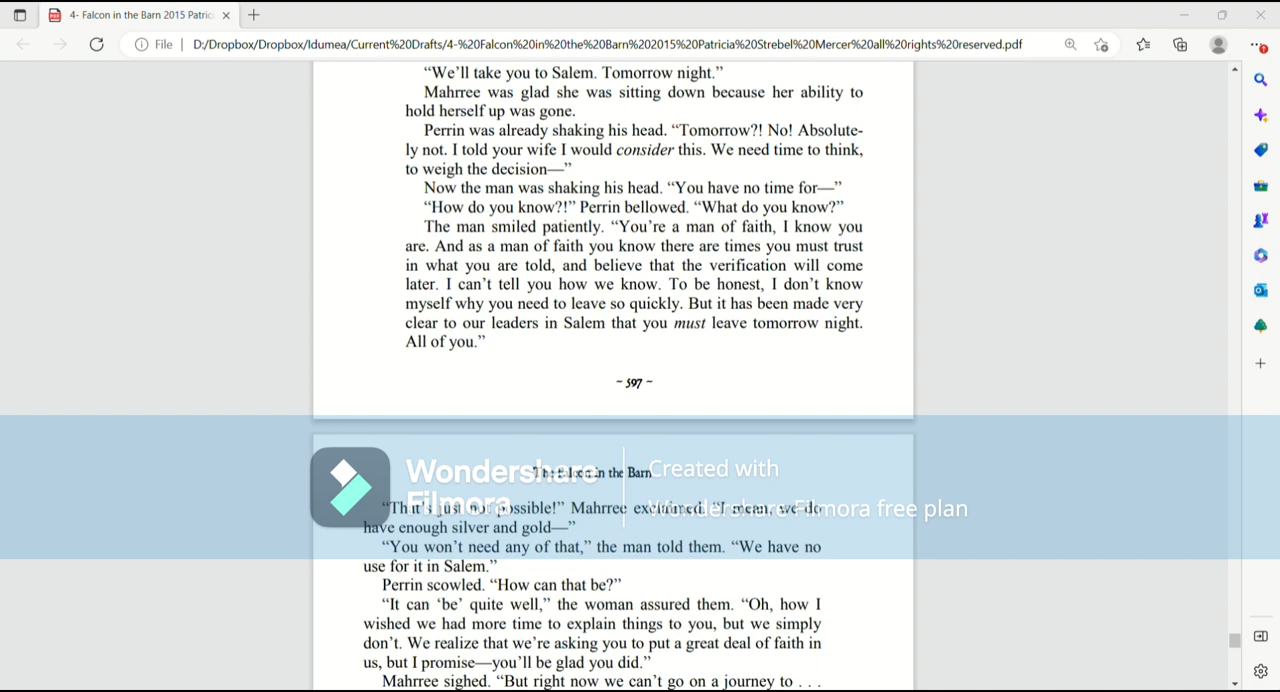 4- Falcon in the Barn 2015 Patric
File | D:/Dropbox/Dropbox/Idumea/Current%20Drafts/4-%20Falcon%20in%20the%20Barn%202015%20Patricia%20Strebel%20Mercer%20all%20rights%20reserved.pdf
“We’ll take you to Salem. Tomorrow night.”
Mahrree was glad she was sitting down because her ability to
hold herself up was gone.
Perrin was already shaking his head. “Tomorrow?! No! Absolute-
ly not. I told your wife I would consider this. We need time to think,
to weigh the decision—”
Now the man was shaking his head. “You have no time for—”
“How do you know?!” Perrin bellowed. “What do you know?”
The man smiled patiently. “You’re a man of faith, I know you
are. And as a man of faith you know there are times you must trust
in what you are told, and believe that the verification will come
later. I can’t tell you how we know. To be honest, I don’t know
myself why you need to leave so quickly. But it has been made very
clear to our leaders in Salem that you must leave tomorrow night.
All of you.”
~ 597 ~
The Falcon in the Barn
Wondershare
Filmora
Created with
Wondershare Filmora free plan
“That’s just not possible!” Mahrree exclaimed. “I mean, we do
have enough silver and gold—”
“You won’t need any of that,” the man told them. “We have no
use for it in Salem.”
Perrin scowled. “How can that be?”
“It can ‘be’ quite well,” the woman assured them. “Oh, how I
wished we had more time to explain things to you, but we simply
don’t. We realize that we’re asking you to put a great deal of faith in
us, but I promise—you’ll be glad you did.”
Mahrree sighed. “But right now we can’t go on a journey to . . .